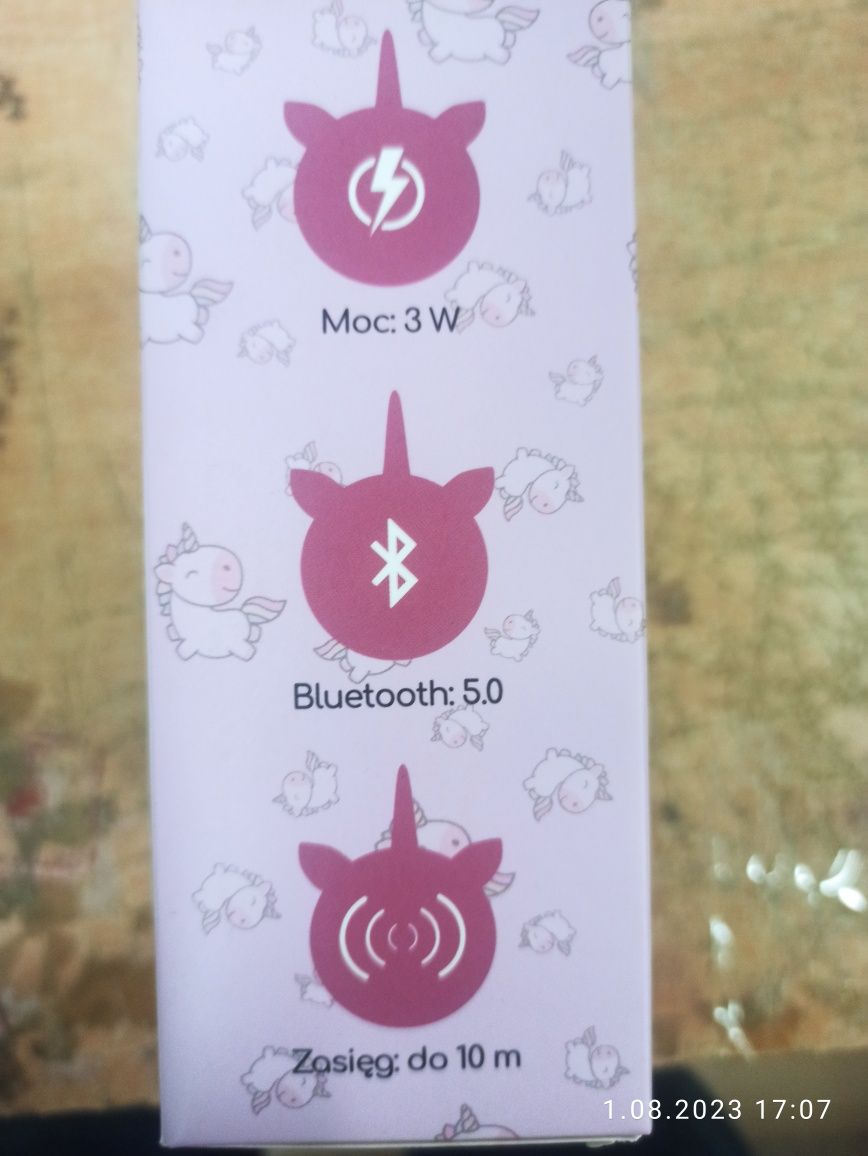 Moc: 3 W
Bluetooth: 5.0
Zasięg: do 10 m
1.08.2023 17:07